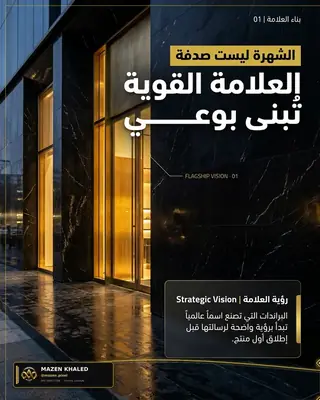 بناء العلامة | 01
الشهرة ليست صدفة
العلامة القوية
تُبنى بوعـــــي
FLAGSHIP VISION · 01
رؤية العلامة | Strategic Vision
البراندات التي تصنع اسماً عالمياً
تبدأ برؤية واضحة لرسالتها قبل
إطلاق أول منتج.
MAZEN KHALED